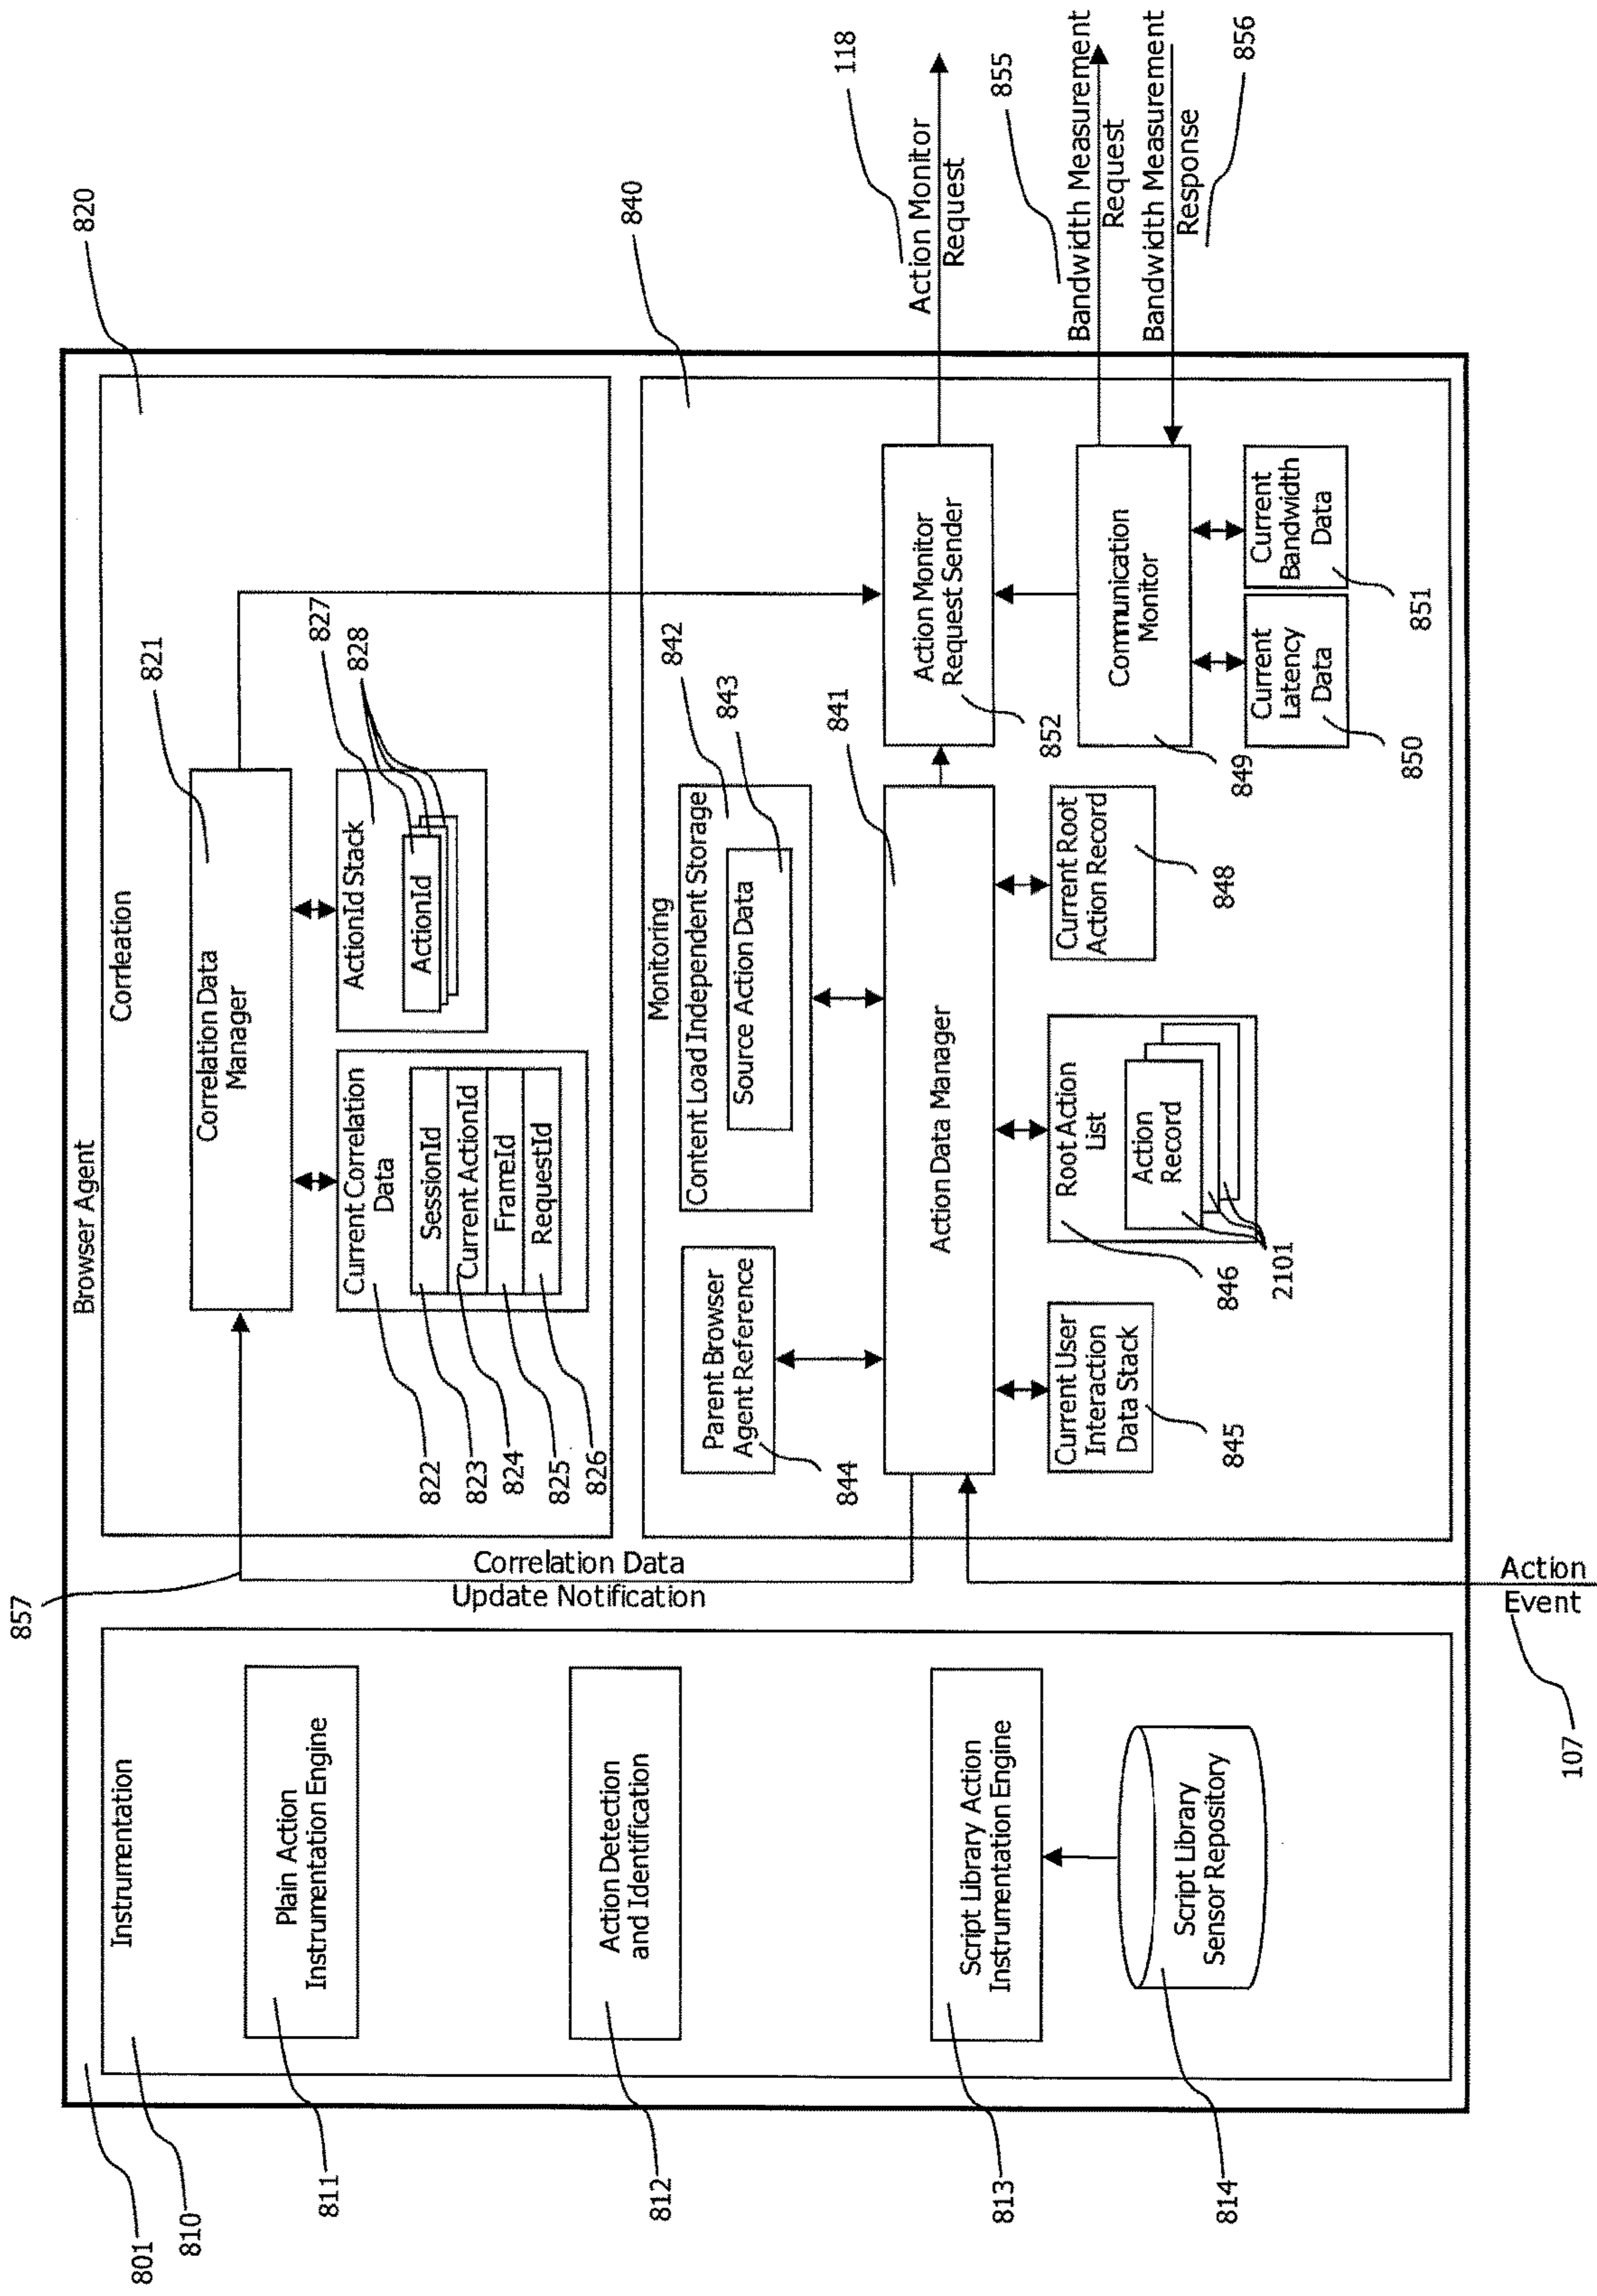 Browser Agent
801
810
Instrumentation
Plain Action
Instrumentation Engine
811
Action Detection
and Identification
812
Script Library Action
Instrumentation Engine
813
Script Library
Sensor Repository
814
857
Correlation Data
Update Notification
Action
Event
107
Corrleation
820
Correlation Data
Manager
821
Current Correlation
Data
SessionId
Current ActionId
FrameId
RequestId
822
823
824
825
826
ActionId Stack
ActionId
827
828
Monitoring
840
Parent Browser
Agent Reference
844
Content Load Independent Storage
Source Action Data
842
843
Action Data Manager
841
Current User
Interaction
Data Stack
845
Root Action
List
Action
Record
846
2101
Current Root
Action Record
848
Action Monitor
Request Sender
852
Communication
Monitor
849
Current
Latency
Data
850
Current
Bandwidth
Data
851
118
Action Monitor
Request
855
Bandwidth Measurement
Request
Bandwidth Measurement
Response
856